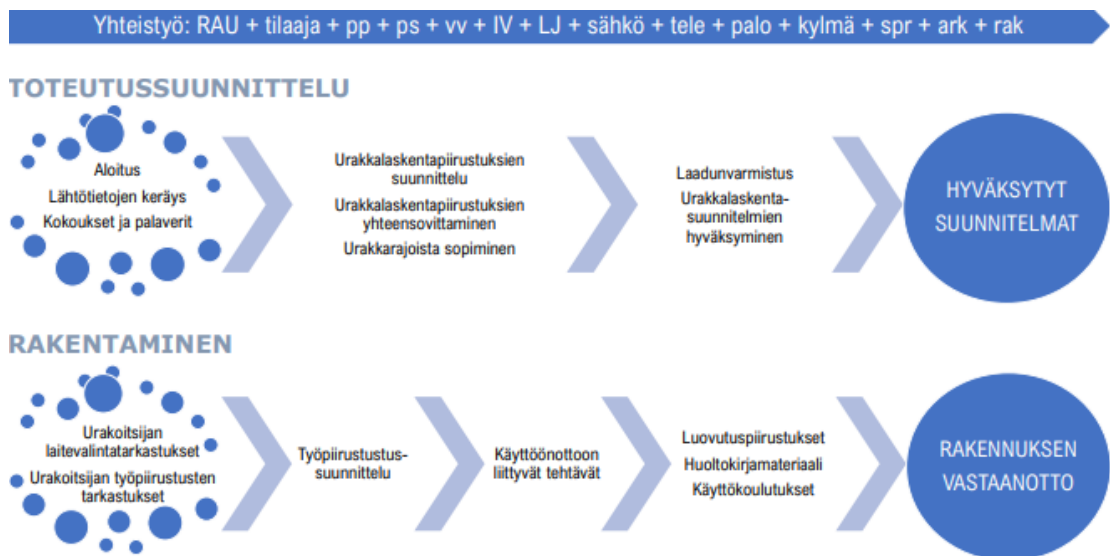 Yhteistyö: RAU + tilaaja + pp + ps + vv + IV + LJ + sähkö + tele + palo + kylmä + spr + ark + rak
TOTEUTUSSUUNNITTELU
Aloitus
Lähtötietojen keräys
Kokoukset ja palaverit
Urakkalaskentapiirustuksien
suunnittelu
Urakkalaskentapiirustuksien
yhteensovittaminen
Urakkarajoista sopiminen
Laadunvarmistus
Urakkalaskenta-
suunnitelmien
hyväksyminen
HYVÄKSYTYT
SUUNNITELMAT
RAKENTAMINEN
Urakoitsijan
laitevalintatarkastukset
Urakoitsijan työpiirustusten
tarkastukset
Työpiirustustus-
suunnittelu
Käyttöönottoon
liittyvät tehtävät
Luovutuspiirustukset
Huoltokirjamateriaali
Käyttökoulutukset
RAKENNUKSEN
VASTAANOTTO